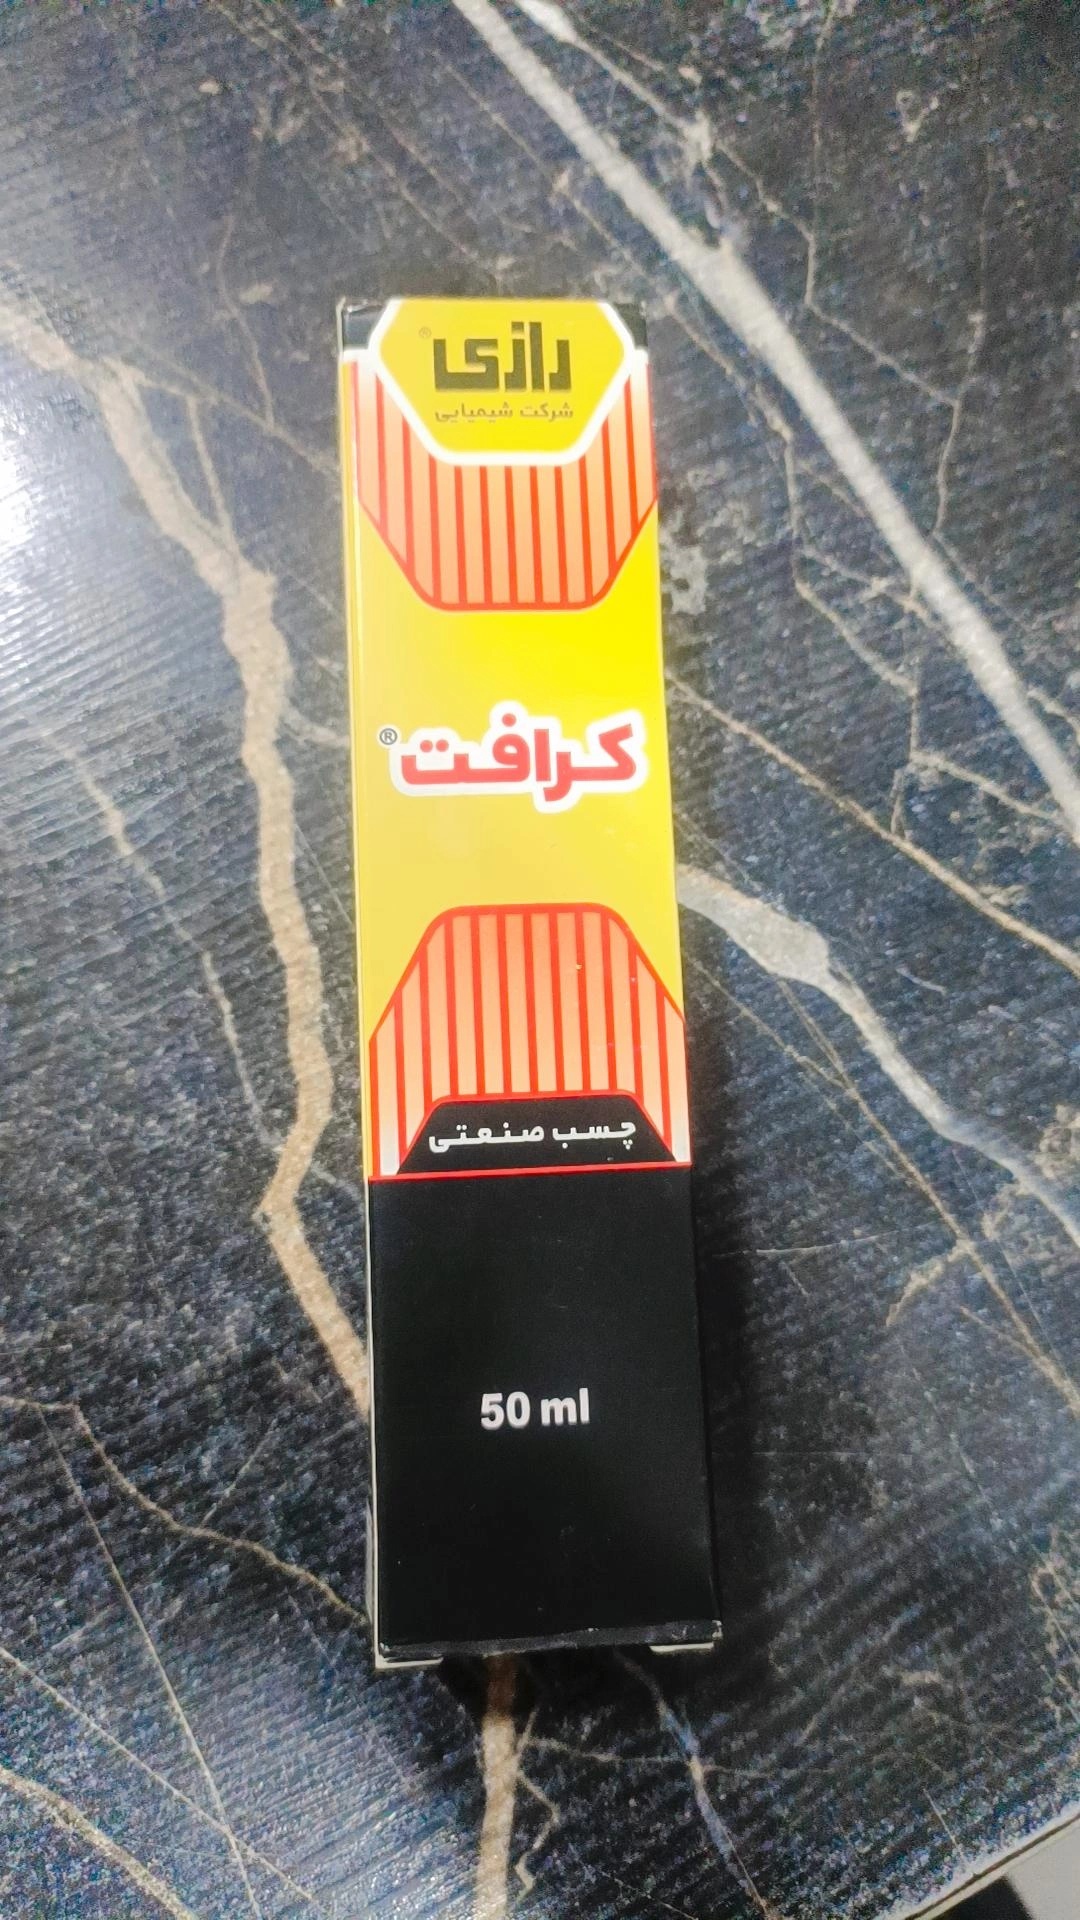 رازی®
شرکت شیمیایی
کرافت®
چسب صنعتی
50 ml